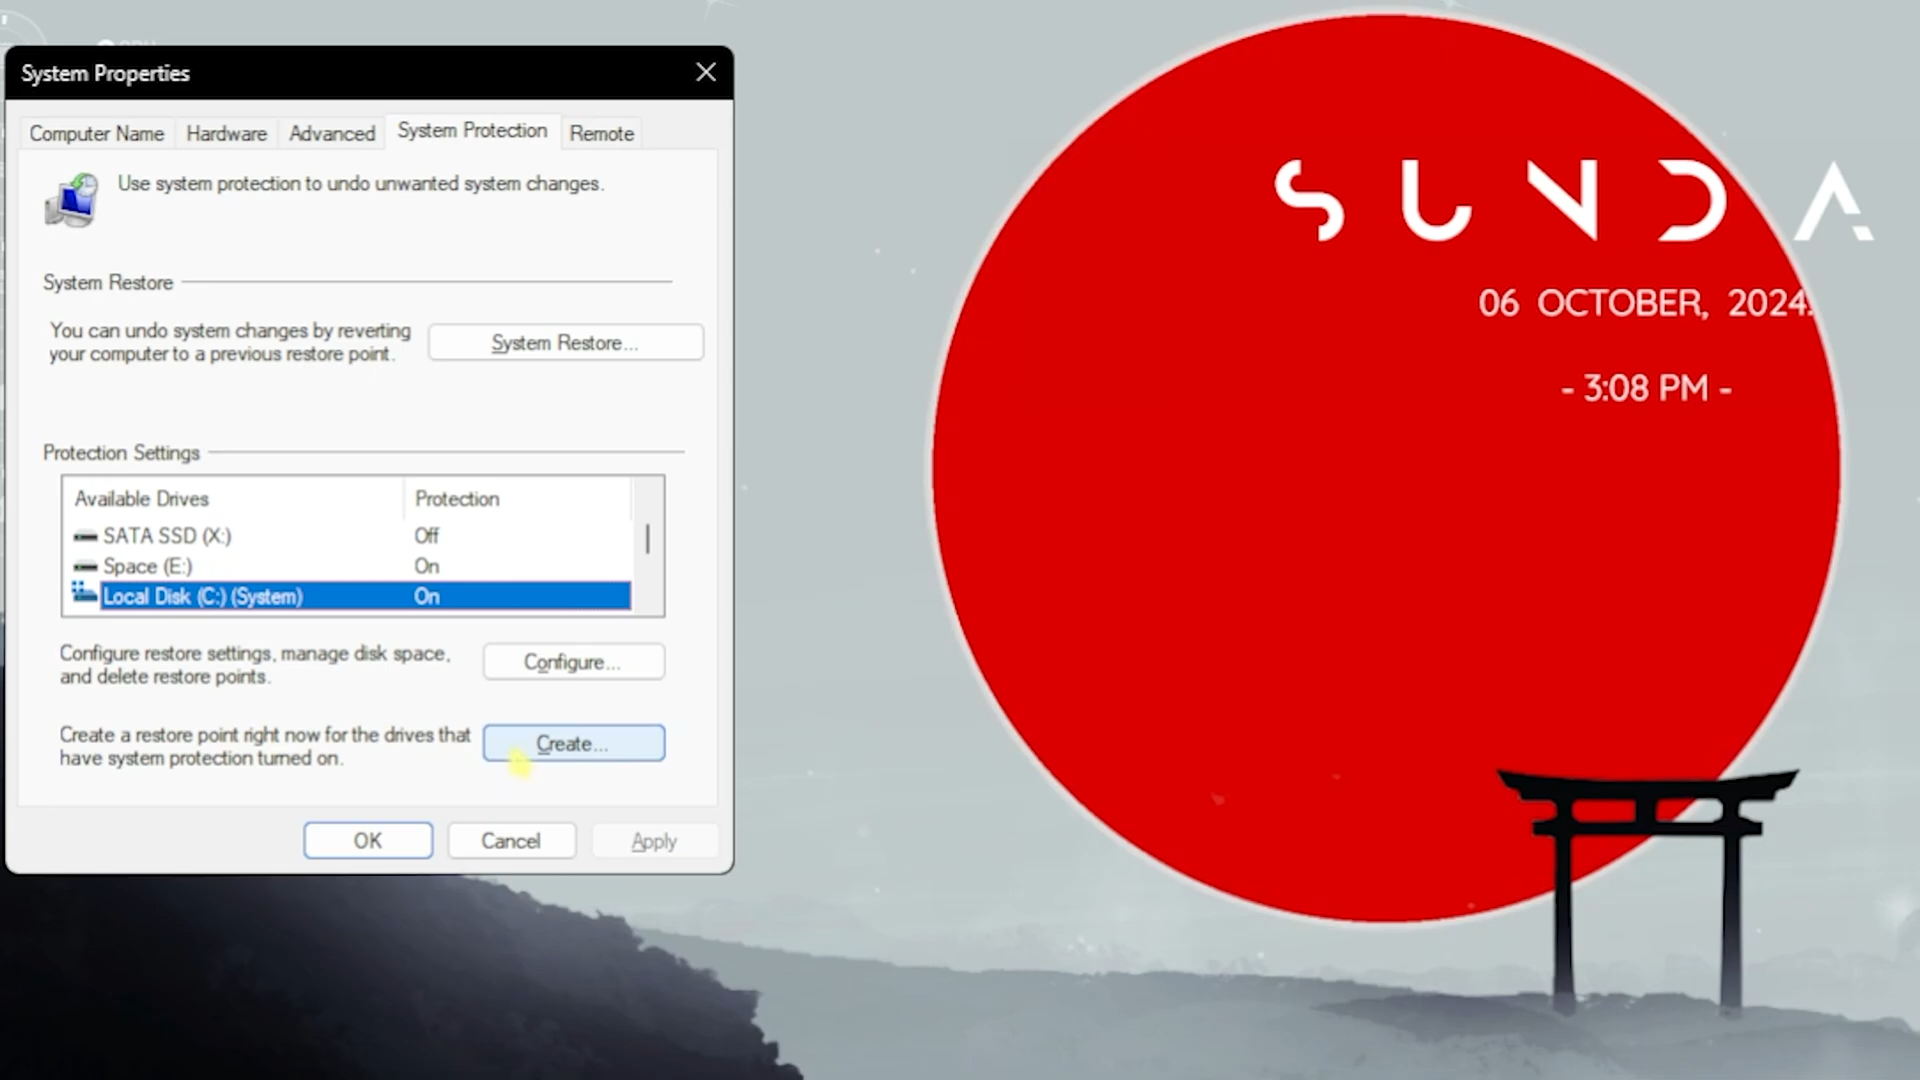 System Properties
Computer Name
Hardware
Advanced
System Protection
Remote
Use system protection to undo unwanted system changes.
System Restore
You can undo system changes by reverting
your computer to a previous restore point.
System Restore...
Protection Settings
Available Drives Protection
SATA SSD (X:) Off
Space (E:) On
Local Disk (C:) (System) On
Configure restore settings, manage disk space,
and delete restore points.
Configure...
Create a restore point right now for the drives that
have system protection turned on.
Create...
OK
Cancel
Apply
SUNDA
06 OCTOBER, 2024.
- 3:08 PM -